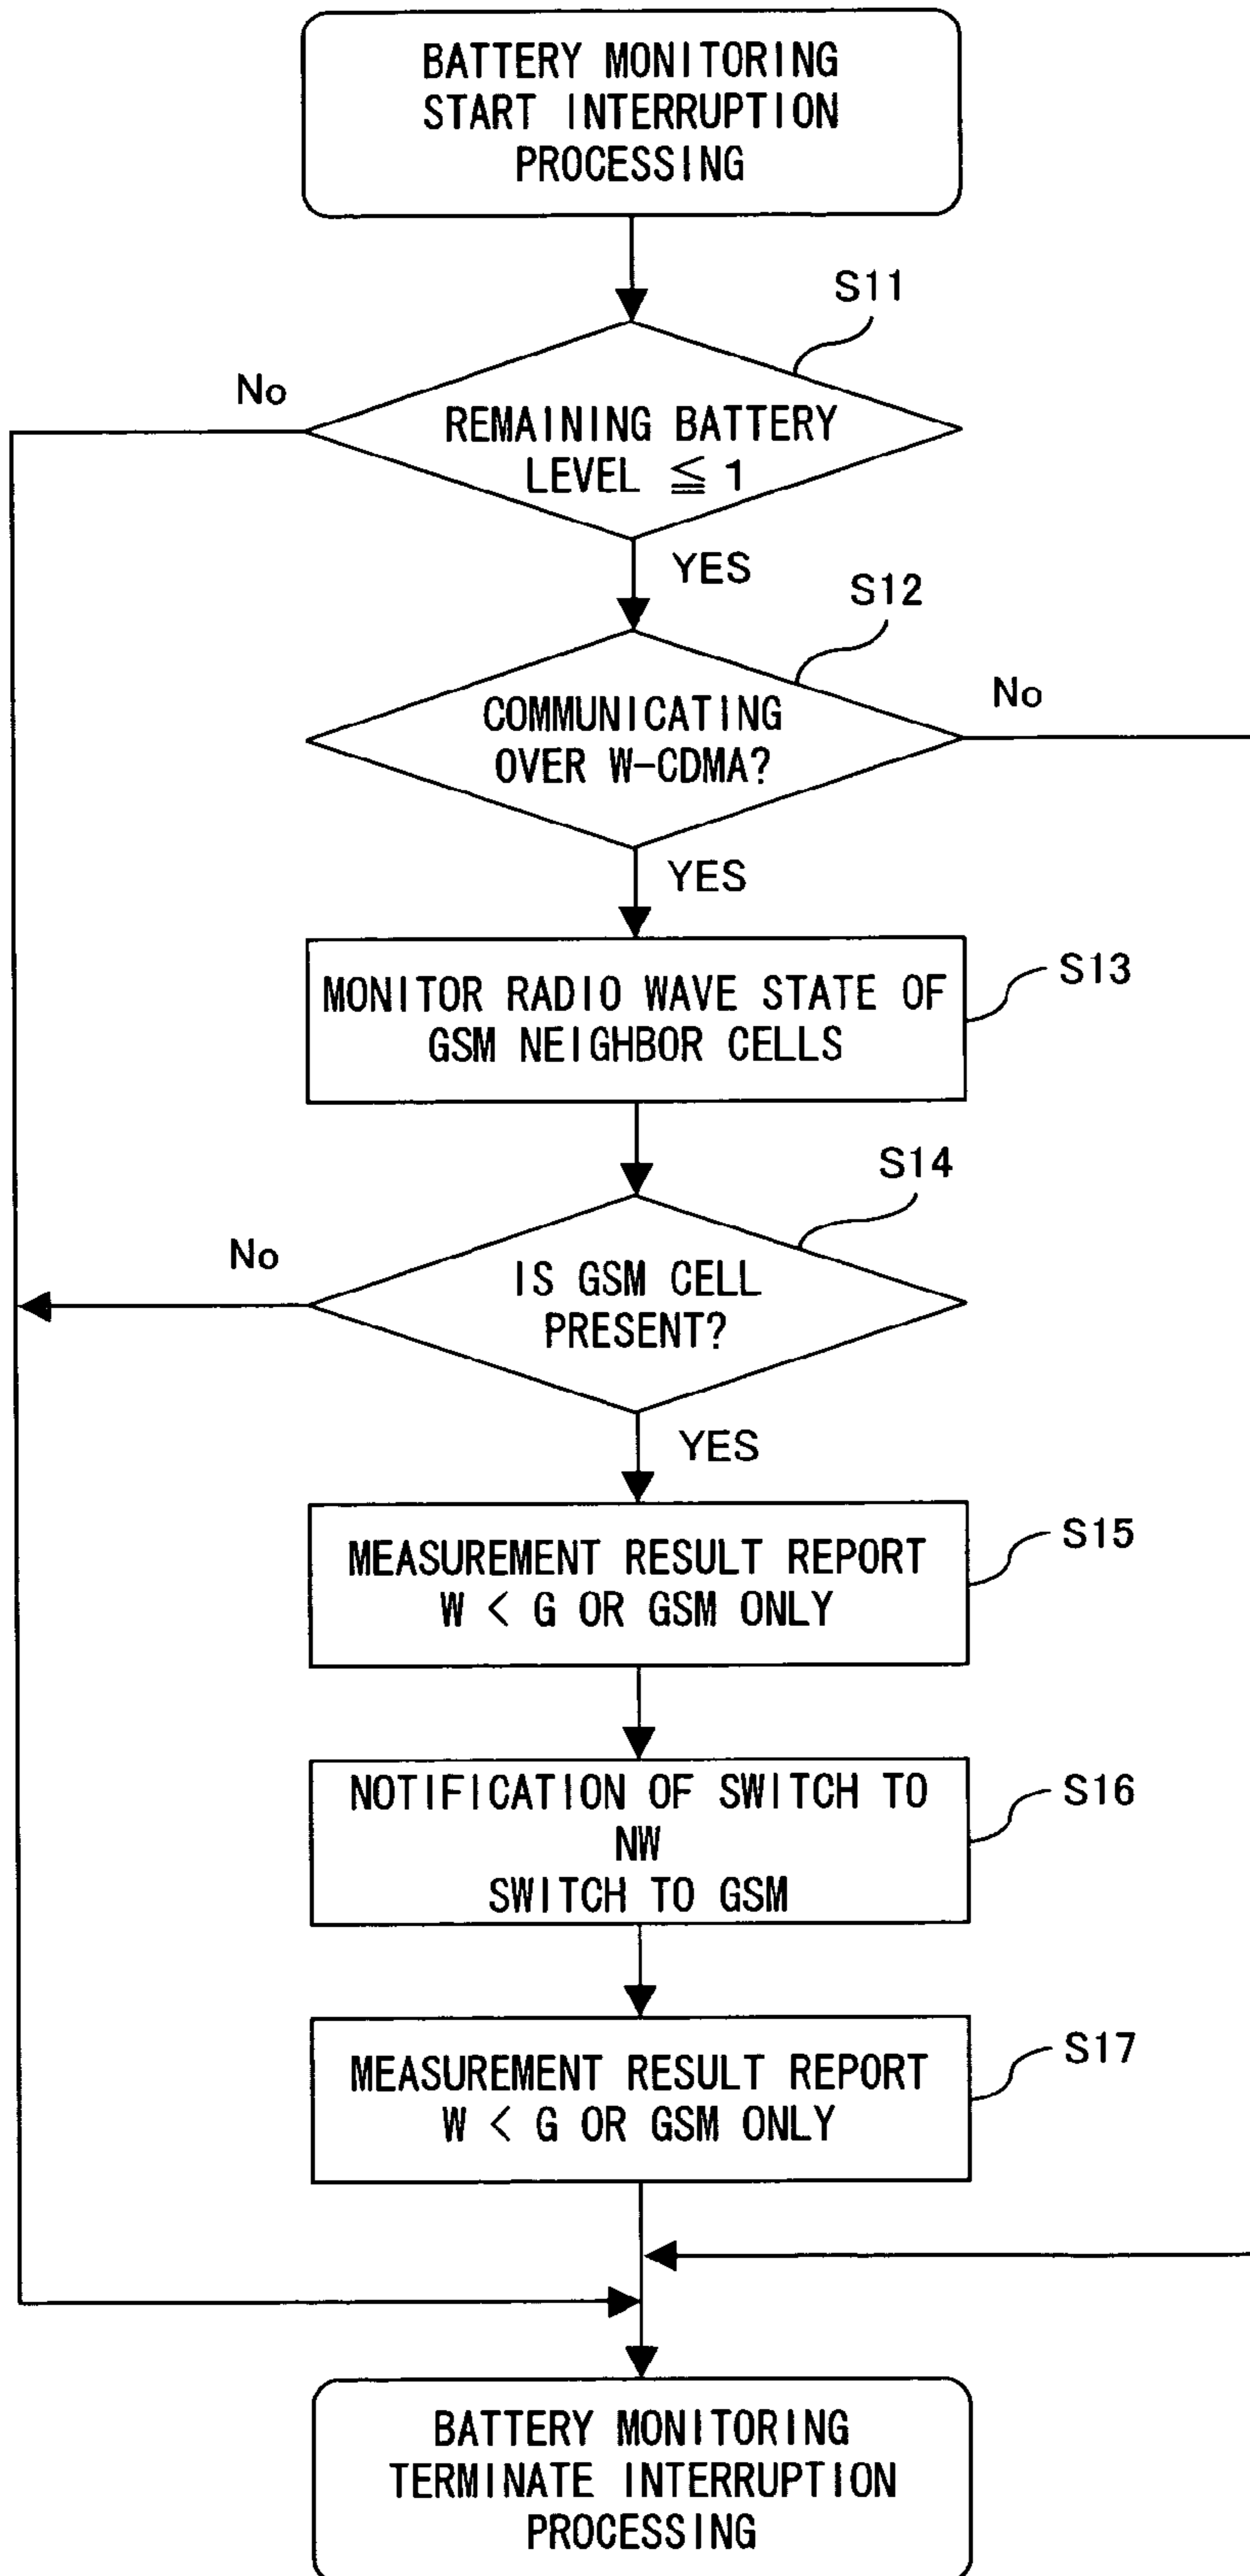 BATTERY MONITORING
START INTERRUPTION
PROCESSING
S11
No
REMAINING BATTERY
LEVEL ≦ 1
YES
S12
No
COMMUNICATING
OVER W-CDMA?
YES
S13
MONITOR RADIO WAVE STATE OF
GSM NEIGHBOR CELLS
S14
No
IS GSM CELL
PRESENT?
YES
S15
MEASUREMENT RESULT REPORT
W < G OR GSM ONLY
S16
NOTIFICATION OF SWITCH TO
NW
SWITCH TO GSM
S17
MEASUREMENT RESULT REPORT
W < G OR GSM ONLY
BATTERY MONITORING
TERMINATE INTERRUPTION
PROCESSING